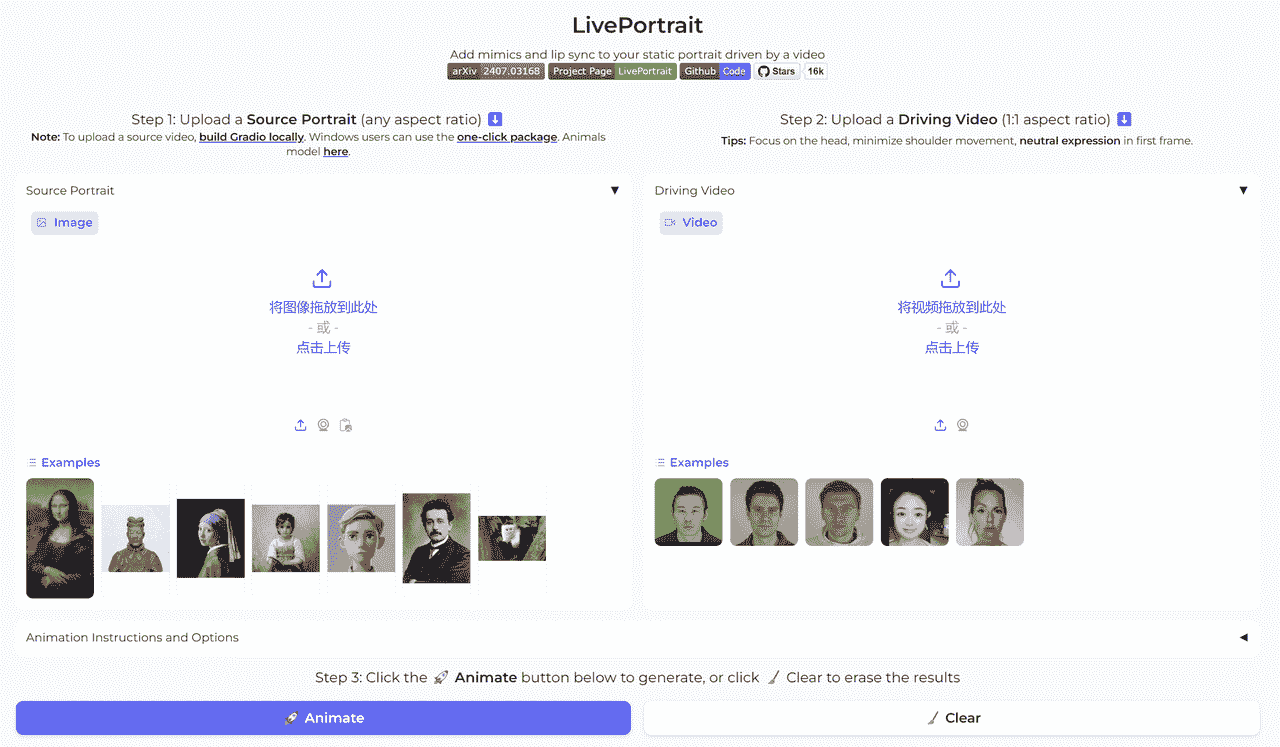 LivePortrait
Add mimics and lip sync to your static portrait driven by a video
arXiv 2407.03168 Project Page LivePortrait Github Code Stars 16k
Step 1: Upload a Source Portrait (any aspect ratio) ⬇️
Note: To upload a source video, build Gradio locally. Windows users can use the one-click package. Animals
model here.
Step 2: Upload a Driving Video (1:1 aspect ratio) ⬇️
Tips: Focus on the head, minimize shoulder movement, neutral expression in first frame.
Source Portrait
Image
将图像拖放到此处
- 或 -
点击上传
Examples
Driving Video
Video
将视频拖放到此处
- 或 -
点击上传
Examples
Animation Instructions and Options
Step 3: Click the 🚀 Animate button below to generate, or click 🧹 Clear to erase the results
🚀 Animate
🧹 Clear